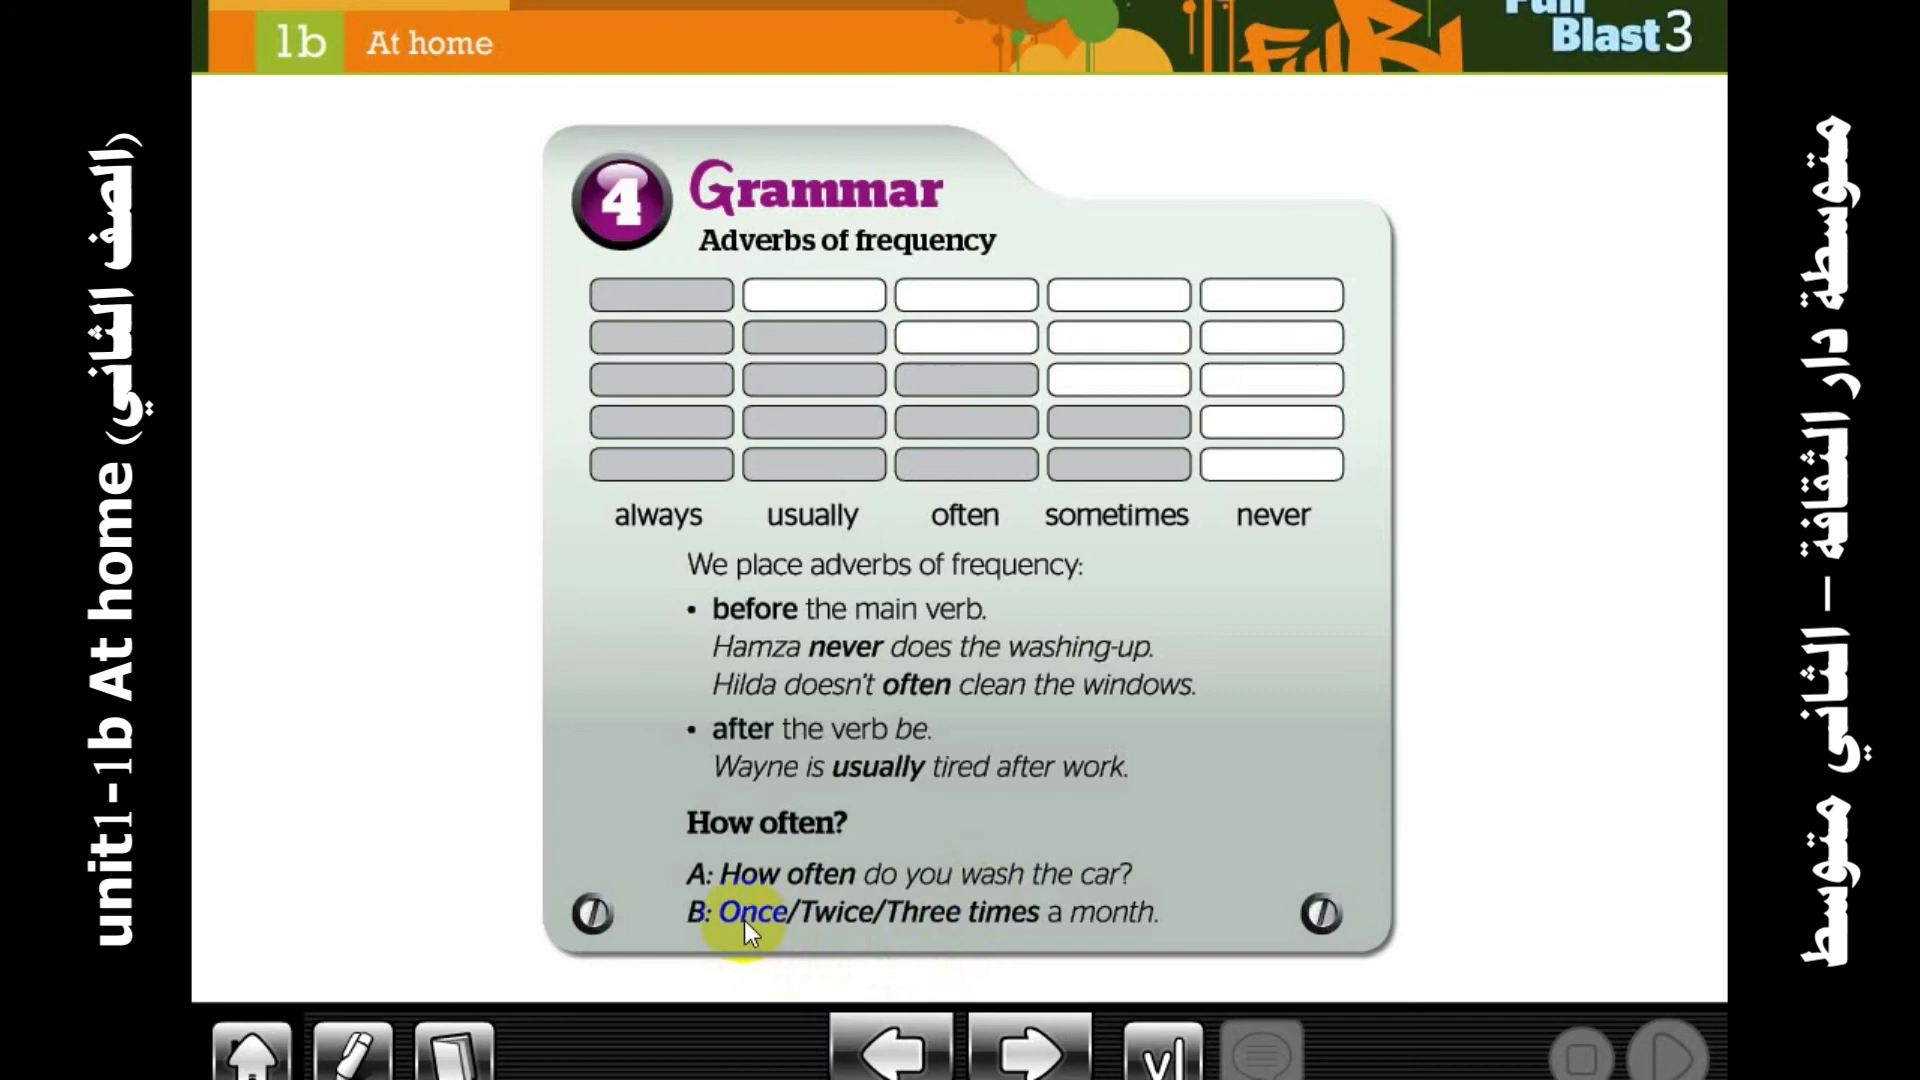 1b At home
Full Blast 3
4 Grammar
Adverbs of frequency
always usually often sometimes never
We place adverbs of frequency:
• before the main verb.
Hamza never does the washing-up.
Hilda doesn't often clean the windows.
• after the verb be.
Wayne is usually tired after work.
How often?
A: How often do you wash the car?
B: Once/Twice/Three times a month.
unit1-1b At home (الصف الثاني)
متوسطة دار الثقافة – الثاني متوسط